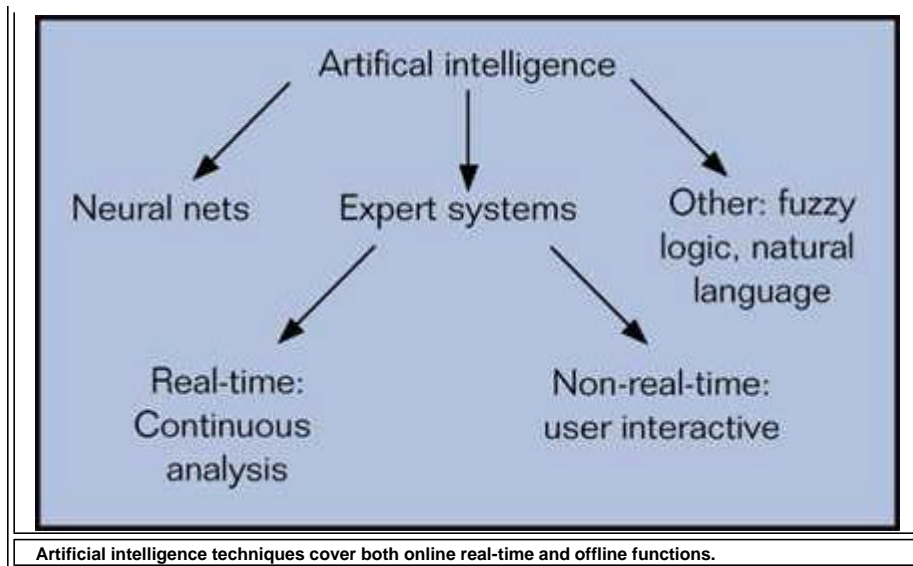 Artifical intelligence
Neural nets
Expert systems
Other: fuzzy
logic, natural
language
Real-time:
Continuous
analysis
Non-real-time:
user interactive
Artificial intelligence techniques cover both online real-time and offline functions.